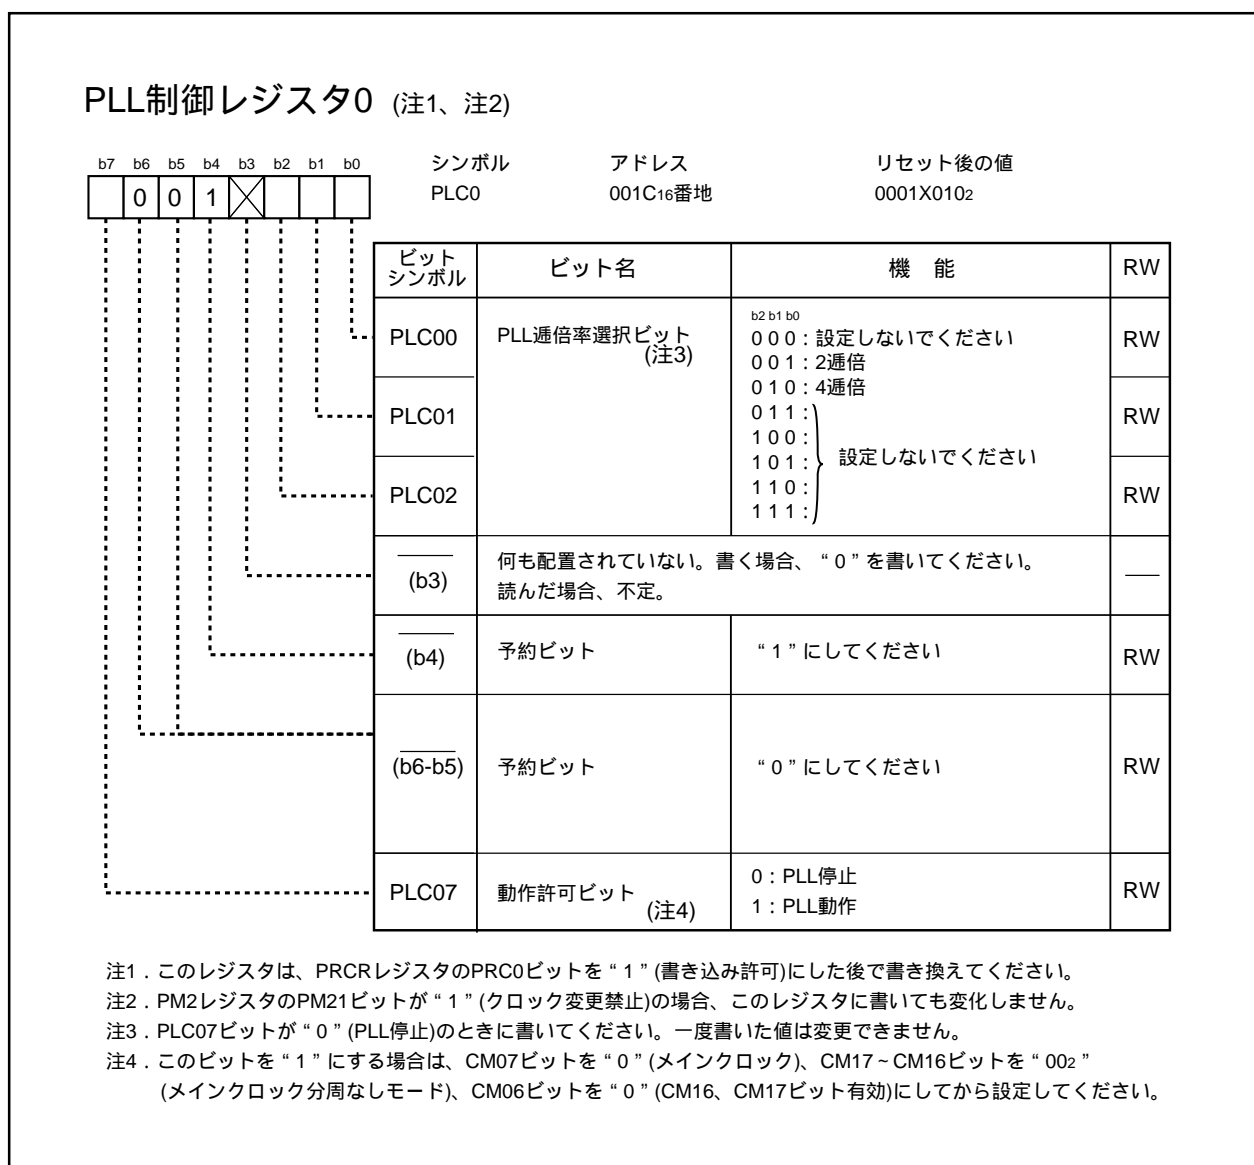 PLL制御レジスタ0 (注1、注2)
b7 b6 b5 b4 b3 b2 b1 b0
0 0 1
シンボル アドレス リセット後の値
PLC0 001C16番地 0001X0102
ビット
シンボル
ビット名 機 能 RW
PLC00 PLL逓倍率選択ビット
(注3)
b2 b1 b0
0 0 0 : 設定しないでください
0 0 1 : 2逓倍
0 1 0 : 4逓倍
0 1 1 :
1 0 0 :
1 0 1 :
1 1 0 :
1 1 1 :
設定しないでください
RW
PLC01 RW
PLC02 RW
(b3) 何も配置されていない。書く場合、“ 0 ” を書いてください。
読んだ場合、不定。
(b4) 予約ビット “ 1 ” にしてください RW
(b6-b5) 予約ビット “ 0 ” にしてください RW
PLC07 動作許可ビット
(注4)
0 : PLL停止
1 : PLL動作
RW
注1 . このレジスタは、PRCRレジスタのPRC0ビットを “ 1 ” (書き込み許可)にした後で書き換えてください。
注2 . PM2レジスタのPM21ビットが “ 1 ” (クロック変更禁止)の場合、このレジスタに書いても変化しません。
注3 . PLC07ビットが “ 0 ” (PLL停止)のときに書いてください。一度書いた値は変更できません。
注4 . このビットを “ 1 ” にする場合は、CM07ビットを “ 0 ” (メインクロック)、CM17 ~ CM16ビットを “ 002 ”
(メインクロック分周なしモード)、CM06ビットを “ 0 ” (CM16、CM17ビット有効)にしてから設定してください。